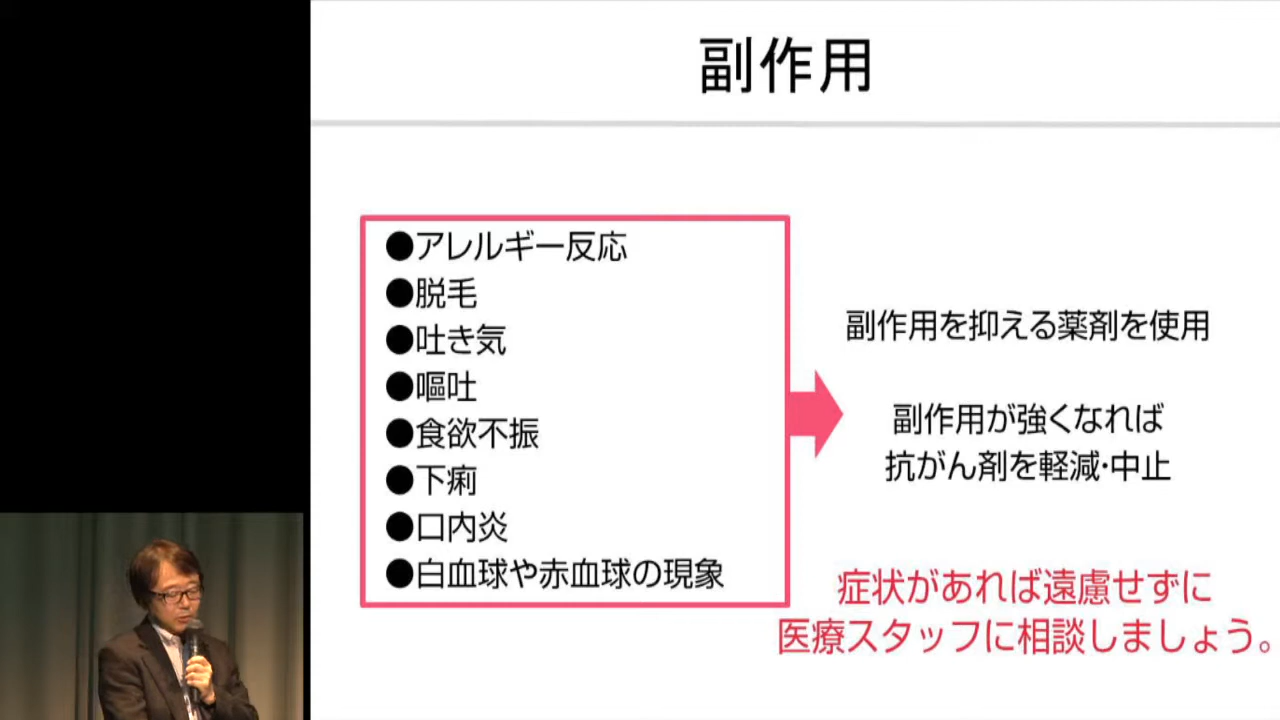 副作用
●アレルギー反応
●脱毛
●吐き気
●嘔吐
●食欲不振
●下痢
●口内炎
●白血球や赤血球の現象
副作用を抑える薬剤を使用
副作用が強くなれば
抗がん剤を軽減・中止
症状があれば遠慮せずに
医療スタッフに相談しましょう。